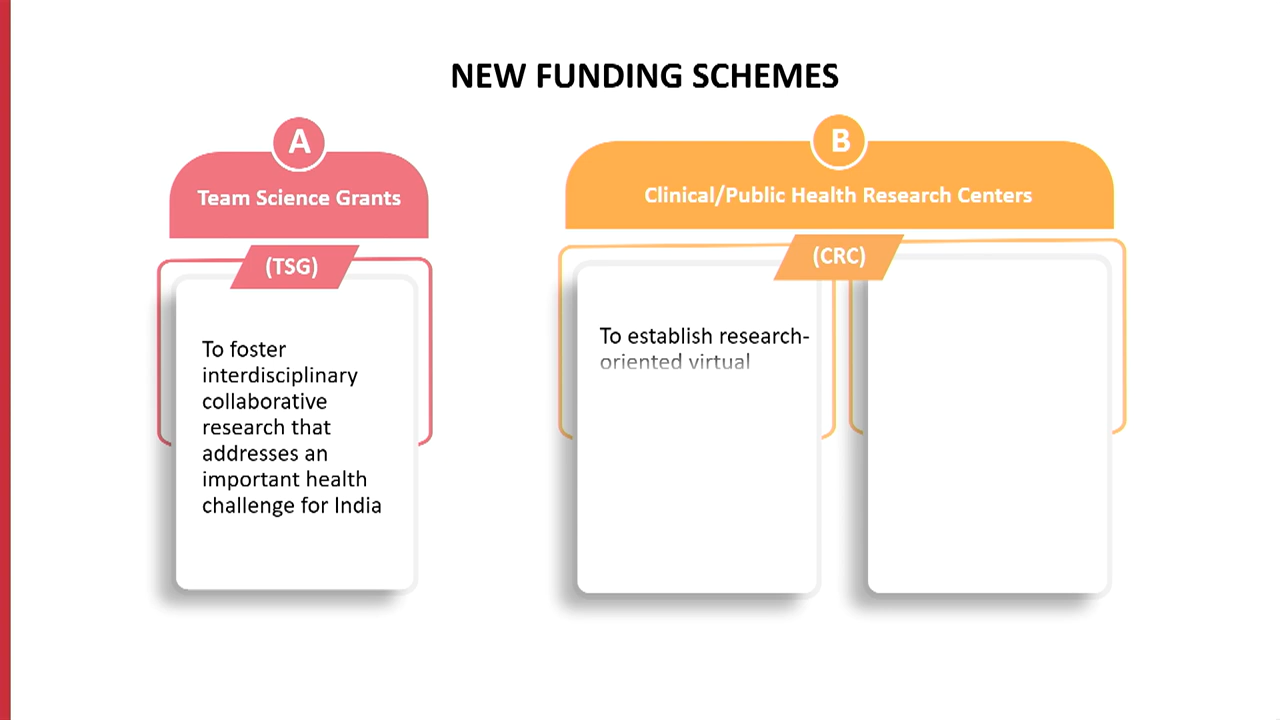 NEW FUNDING SCHEMES
A
Team Science Grants
(TSG)
To foster
interdisciplinary
collaborative
research that
addresses an
important health
challenge for India
B
Clinical/Public Health Research Centers
(CRC)
To establish research-
oriented virtual